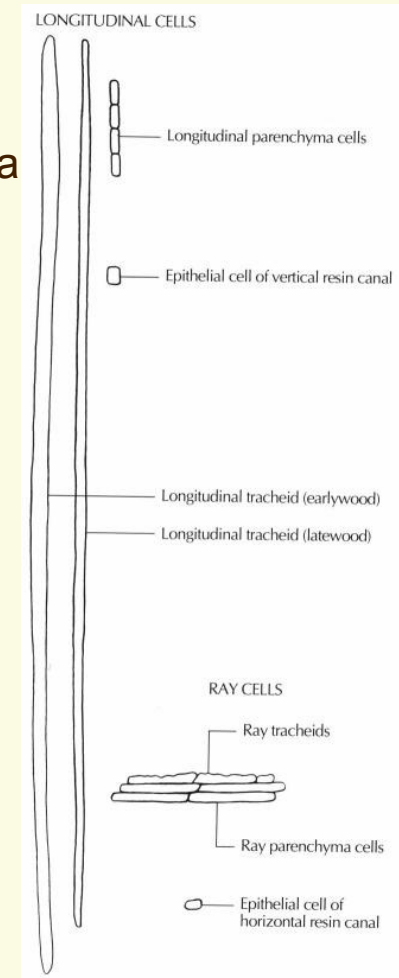 LONGITUDINAL CELLS
Longitudinal parenchyma cells
a
Epithelial cell of vertical resin canal
Longitudinal tracheid (earlywood)
Longitudinal tracheid (latewood)
RAY CELLS
Ray tracheids
Ray parenchyma cells
Epithelial cell of
horizontal resin canal